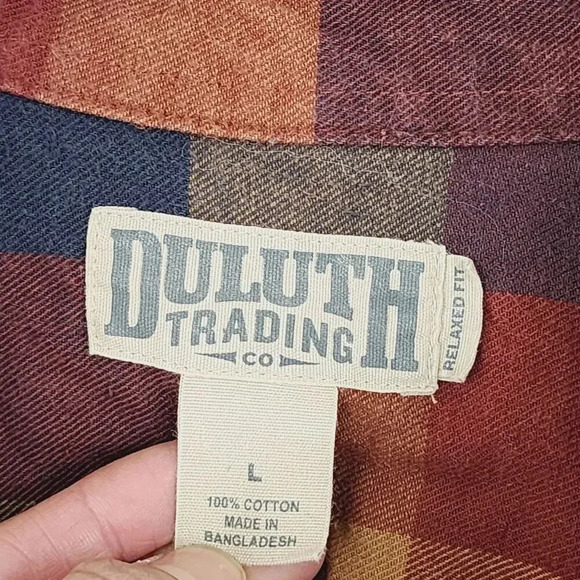 DULUTH
TRADING
CO
RELAXED FIT
L
100% COTTON
MADE IN
BANGLADESH